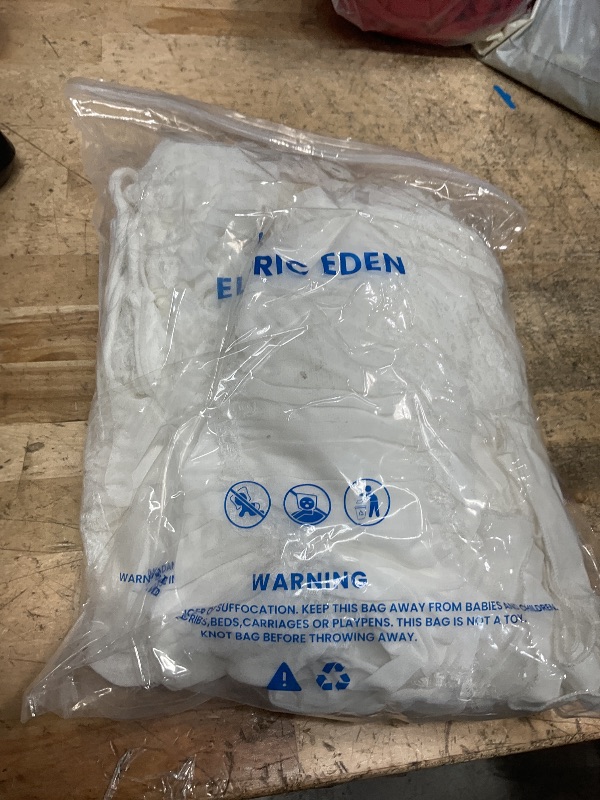 RIC EDEN
WARNING
SUFFOCATION. KEEP THIS BAG AWAY FROM BABIES AND CHILDREN.
CRIBS,BEDS,CARRIAGES OR PLAYPENS. THIS BAG IS NOT A TOY.
KNOT BAG BEFORE THROWING AWAY.